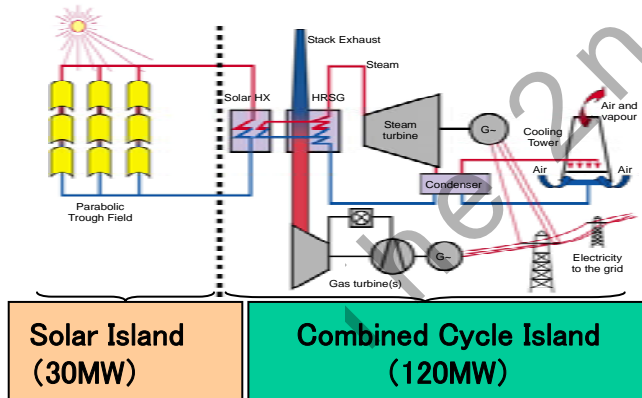 Stack Exhaust
Steam
Solar HX
HRSG
Steam
turbine
G~
Cooling
Tower
Air and
vapour
Air
Air
Condenser
Parabolic
Trough Field
G~
Gas turbine(s)
Electricity
to the grid
Solar Island
(30MW)
Combined Cycle Island
(120MW)